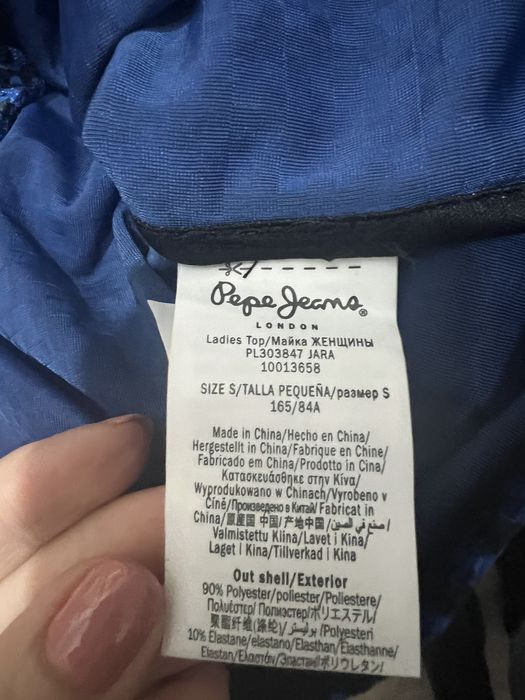 Pepe Jeans®
LONDON
Ladies Top/Майка ЖЕНЩИНЫ
PL303847 JARA
10013658
SIZE S/TALLA PEQUEÑA/размер S
165/84A
Made in China/Hecho en China/
Hergestellt in China/Fabrique en Chine/
Fabricado em China/Prodotto in Cina/
Κατασκευάσθηκε στην Κίνα/
Wyprodukowano w Chinach/Vyrobeno v
Číně/Произведено в Китай/Fabricat in
China/原産国 中国/产地中国/صنع في الصين/
Valmistettu Kiina/Lavet i Kina/
Laget i Kina/Tillverkad i Kina
Out shell/Exterior
90% Polyester/poliester/Poliestere/
Πολυέστερ/Полиэстер/ポリエステル/
聚酯纤维(涤纶)/بوليستر/Polyesteri
10% Elastane/elastano/Elasthan/Élasthanne/
Elastan/Ελαστάν/Эластан/ポリウレタン/